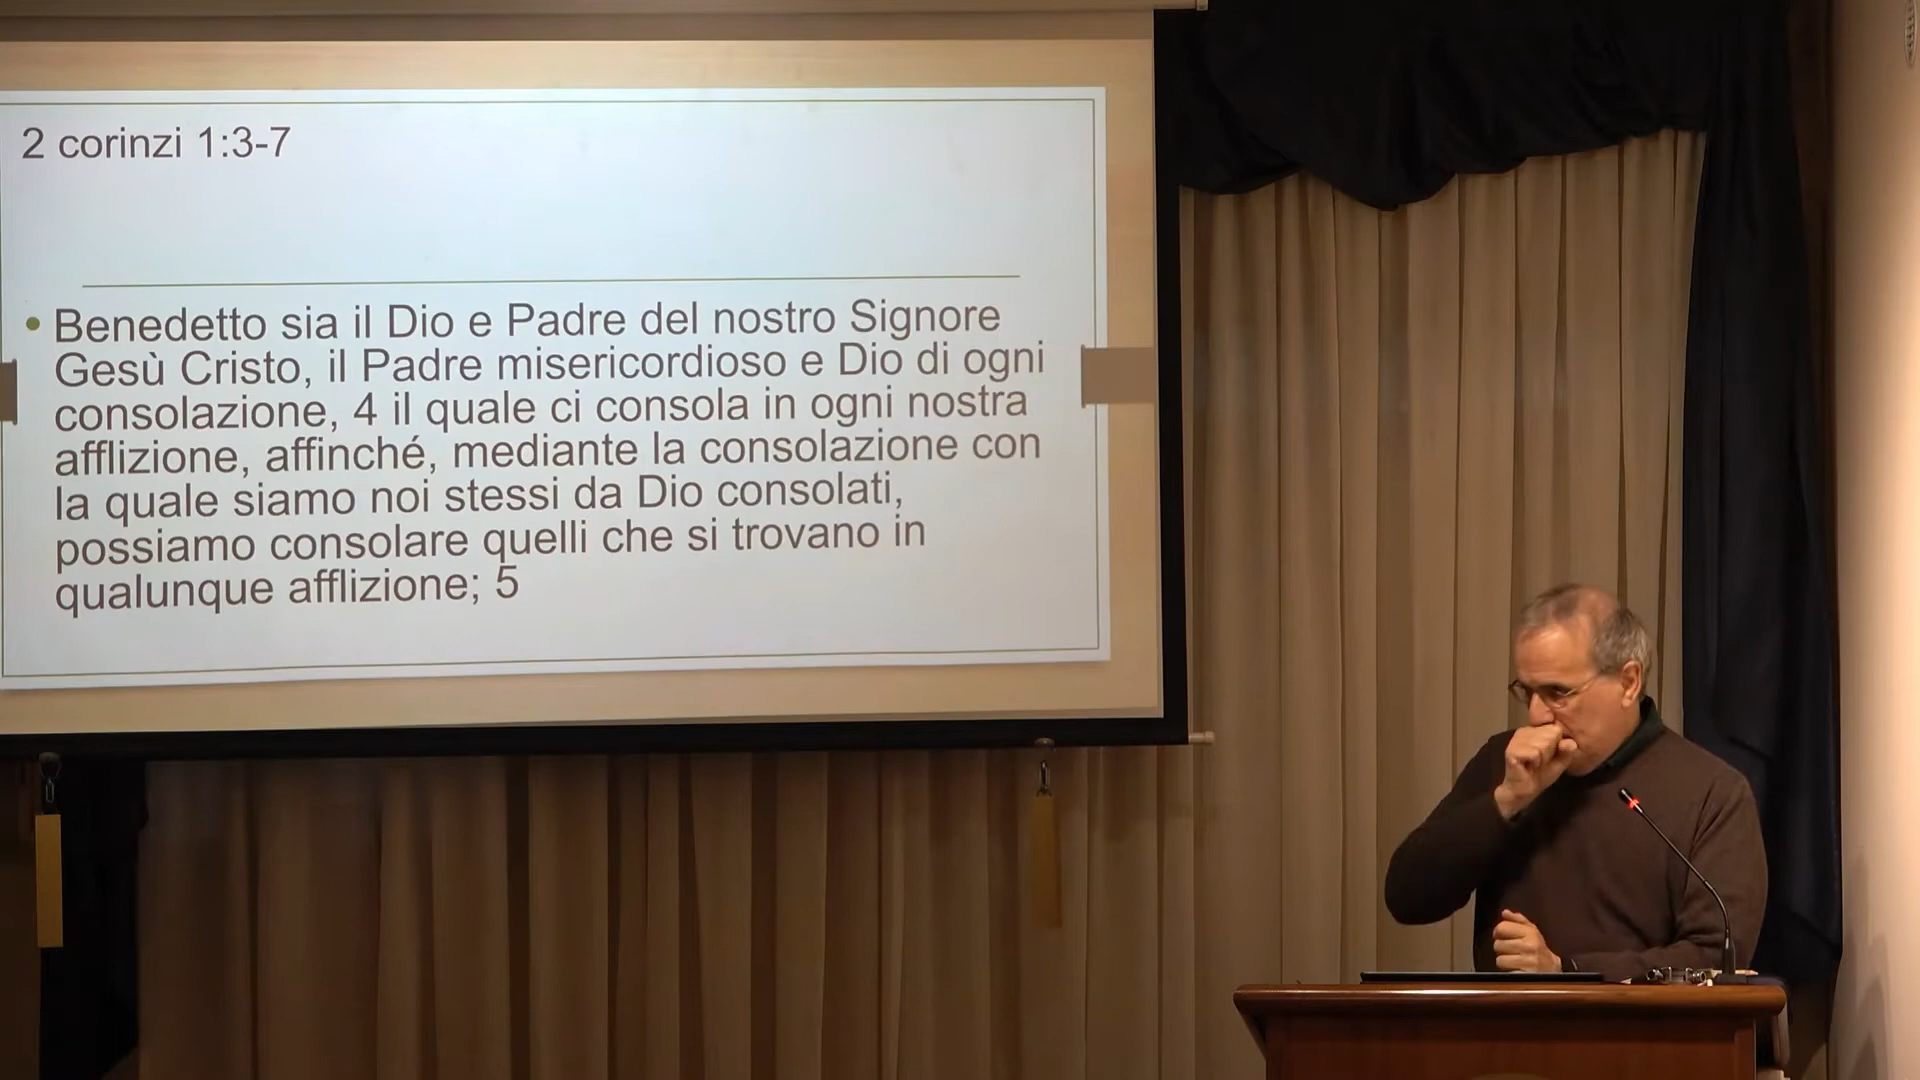 2 corinzi 1:3-7
• Benedetto sia il Dio e Padre del nostro Signore
Gesù Cristo, il Padre misericordioso e Dio di ogni
consolazione, 4 il quale ci consola in ogni nostra
afflizione, affinché, mediante la consolazione con
la quale siamo noi stessi da Dio consolati,
possiamo consolare quelli che si trovano in
qualunque afflizione; 5